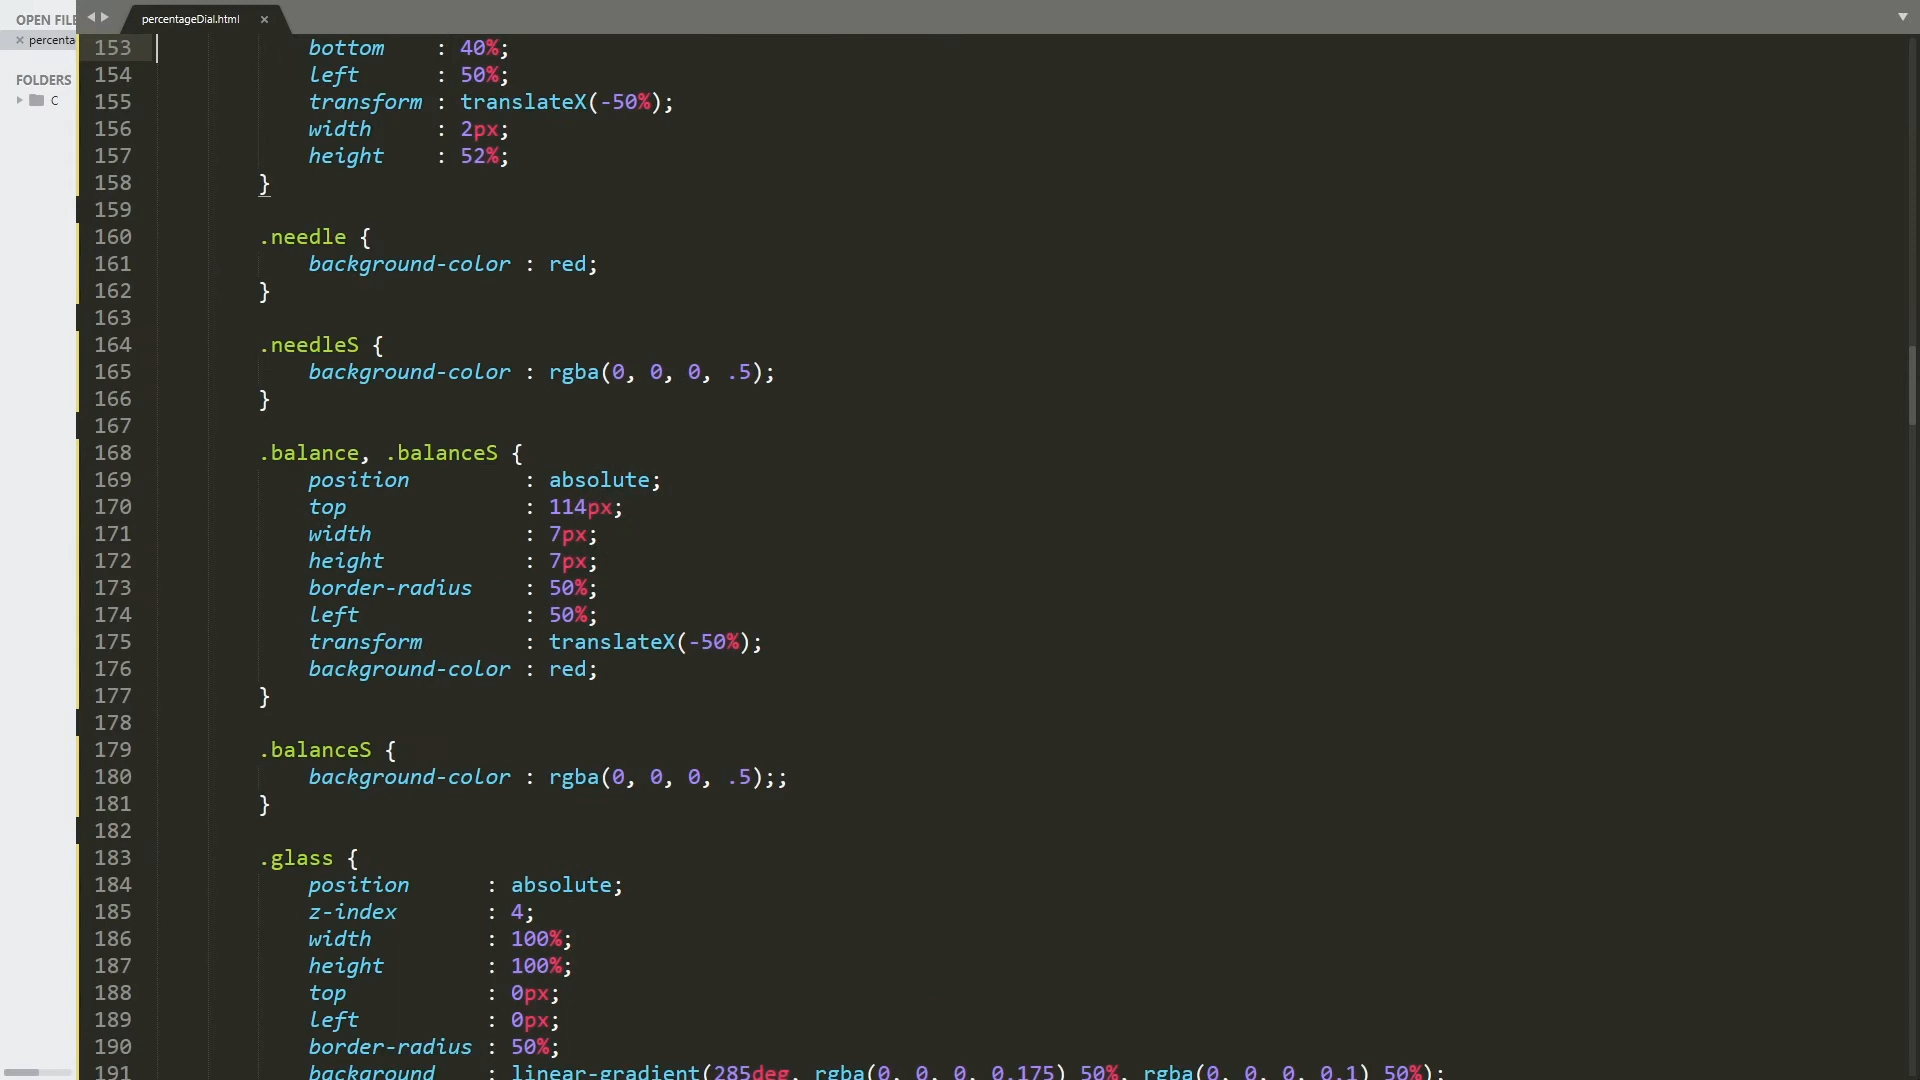 OPEN FILE
percenta
FOLDERS
C
percentageDial.html
153 bottom : 40%;
154 left : 50%;
155 transform : translateX(-50%);
156 width : 2px;
157 height : 52%;
158 }
159
160 .needle {
161 background-color : red;
162 }
163
164 .needleS {
165 background-color : rgba(0, 0, 0, .5);
166 }
167
168 .balance, .balanceS {
169 position : absolute;
170 top : 114px;
171 width : 7px;
172 height : 7px;
173 border-radius : 50%;
174 left : 50%;
175 transform : translateX(-50%);
176 background-color : red;
177 }
178
179 .balanceS {
180 background-color : rgba(0, 0, 0, .5);;
181 }
182
183 .glass {
184 position : absolute;
185 z-index : 4;
186 width : 100%;
187 height : 100%;
188 top : 0px;
189 left : 0px;
190 border-radius : 50%;
191 background : linear-gradient(285deg, rgba(0, 0, 0, 0.175) 50%, rgba(0, 0, 0, 0.1) 50%);